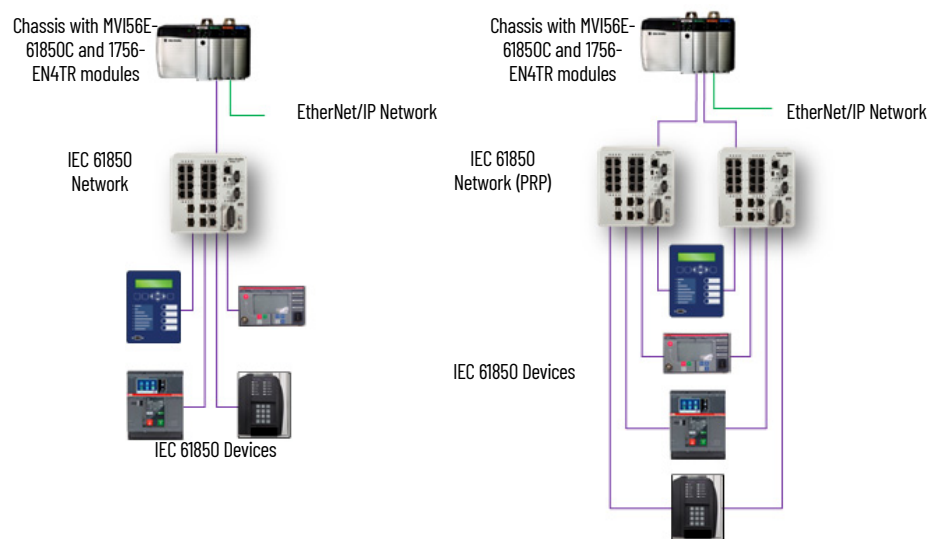 Chassis with MVI56E-
61850C and 1756-
EN4TR modules
EtherNet/IP Network
IEC 61850
Network
IEC 61850 Devices
Chassis with MVI56E-
61850C and 1756-
EN4TR modules
EtherNet/IP Network
IEC 61850
Network (PRP)
IEC 61850 Devices